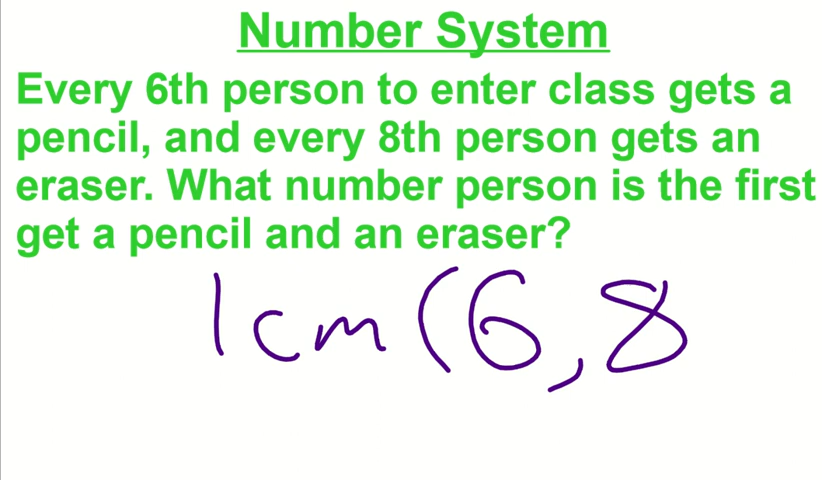 Number System
Every 6th person to enter class gets a
pencil, and every 8th person gets an
eraser. What number person is the first
get a pencil and an eraser?
lcm(6,8